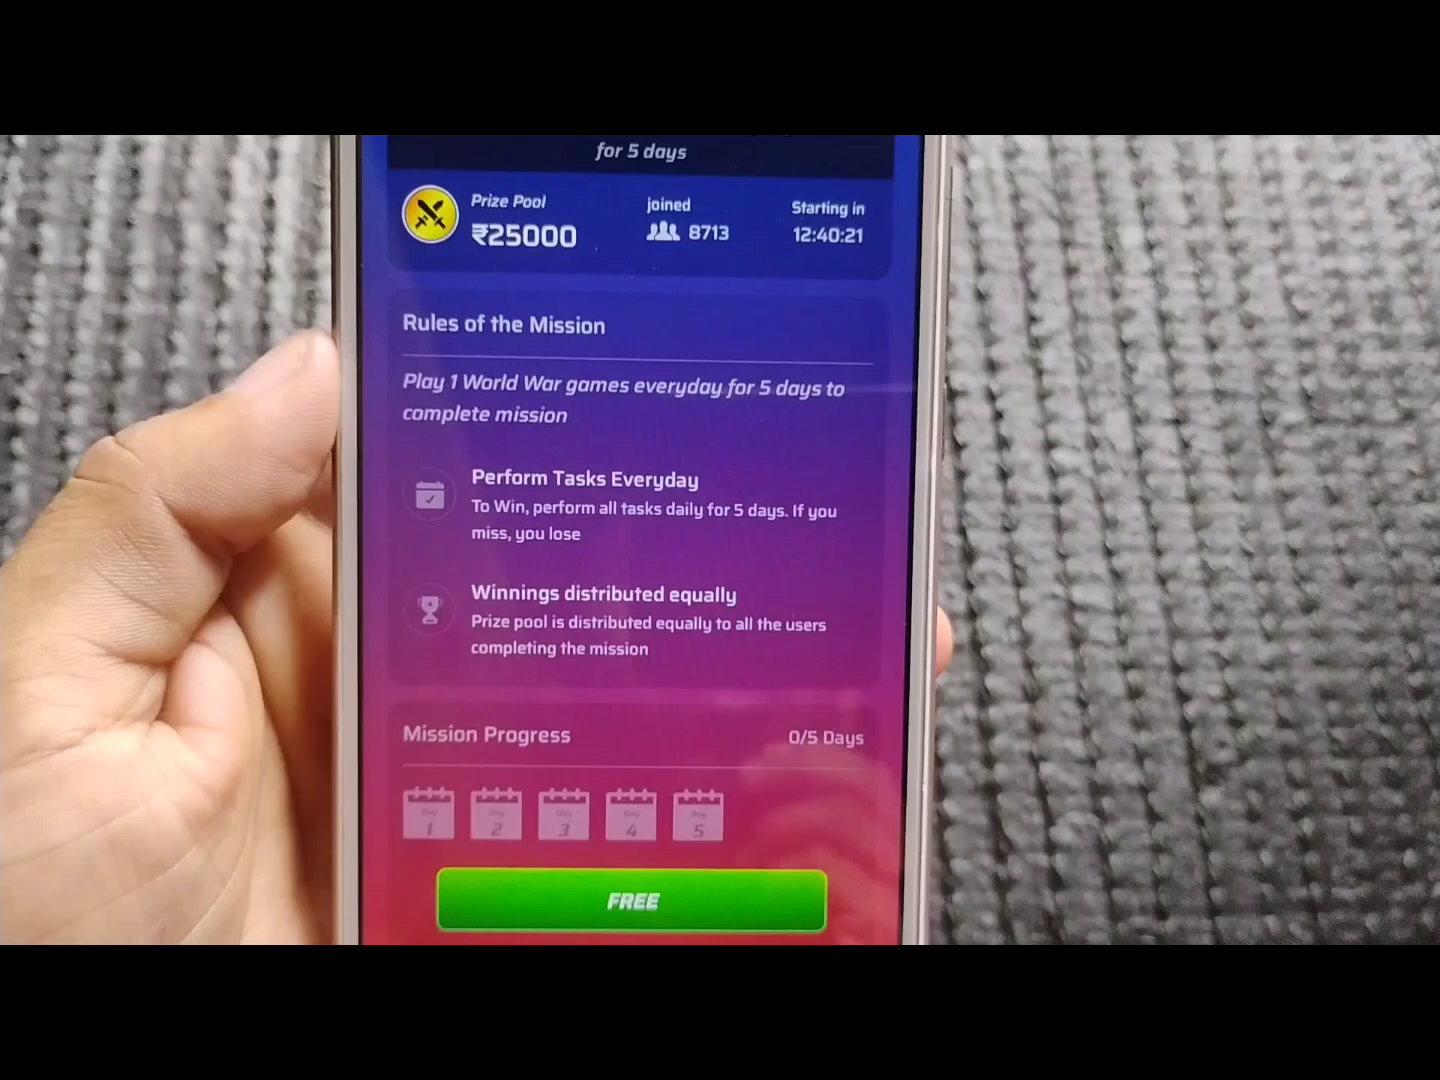 for 5 days
Prize Pool
₹25000
joined
8713
Starting in
12:40:21
Rules of the Mission
Play 1 World War games everyday for 5 days to
complete mission
Perform Tasks Everyday
To Win, perform all tasks daily for 5 days. If you
miss, you lose
Winnings distributed equally
Prize pool is distributed equally to all the users
completing the mission
Mission Progress
0/5 Days
Day
1
Day
2
Day
3
Day
4
Day
5
FREE